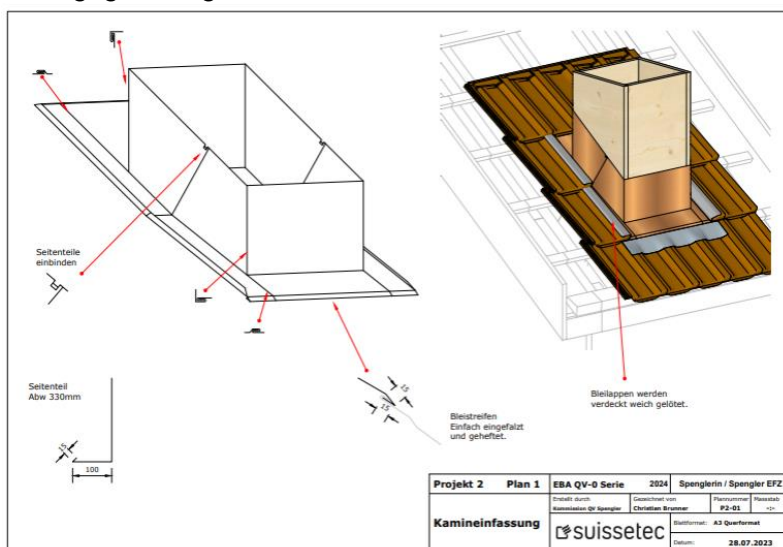 Seitenteile
einbinden
Seitenteil
Abw 330mm
15
100
15
15
Bleistreifen
Einfach eingefalzt
und geheftet.
Bleilappen werden
verdeckt weich gelötet.
Projekt 2 Plan 1
EBA QV-0 Serie 2024
Spenglerin / Spengler EFZ
Kamineinfassung
Erstellt durch
Kommission QV Spengler
Gezeichnet von
Christian Brunner
Plannummer
P2-01
Massstab
-:-
suissetec
Blattformat: A3 Querformat
Datum: 28.07.2023